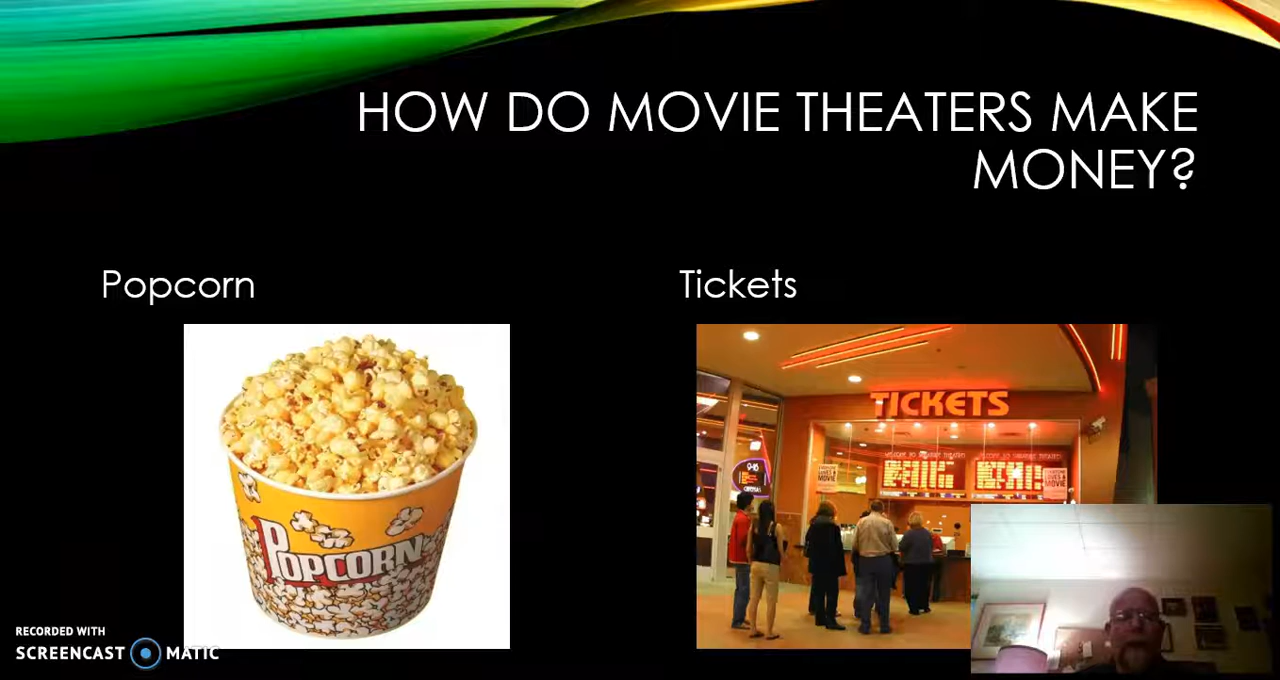 HOW DO MOVIE THEATERS MAKE
MONEY?
Popcorn
Tickets
POPCORN
TICKETS
RECORDED WITH
SCREENCAST MATIC